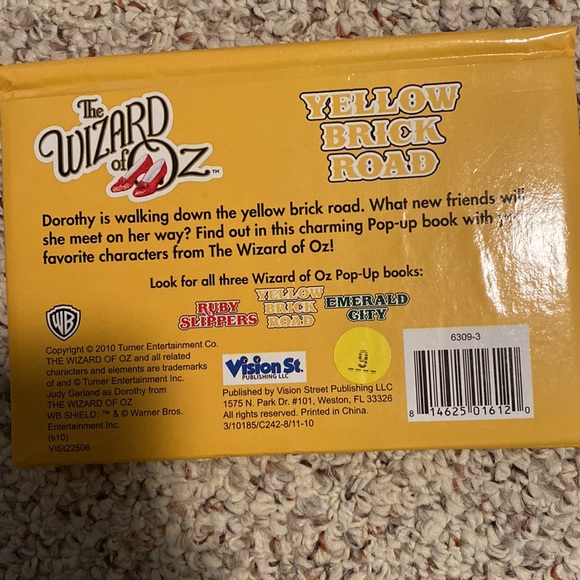 The
WIZARD
of OZ™
YELLOW
BRICK
ROAD
Dorothy is walking down the yellow brick road. What new friends will
she meet on her way? Find out in this charming Pop-up book with your
favorite characters from The Wizard of Oz!
Look for all three Wizard of Oz Pop-Up books:
RUBY
SLIPPERS
YELLOW
BRICK
ROAD
EMERALD
CITY
WB
Copyright © 2010 Turner Entertainment Co.
THE WIZARD OF OZ and all related
characters and elements are trademarks
of and © Turner Entertainment Inc.
Judy Garland as Dorothy from
THE WIZARD OF OZ
WB SHIELD: ™ & © Warner Bros.
Entertainment Inc.
(s10)
VISI22506
Vision St.
PUBLISHING LLC
Published by Vision Street Publishing LLC
1575 N. Park Dr. #101, Weston, FL 33326
All rights reserved. Printed in China.
3/10185/C242-8/11-10
9
6309-3
8 14625 01612 0